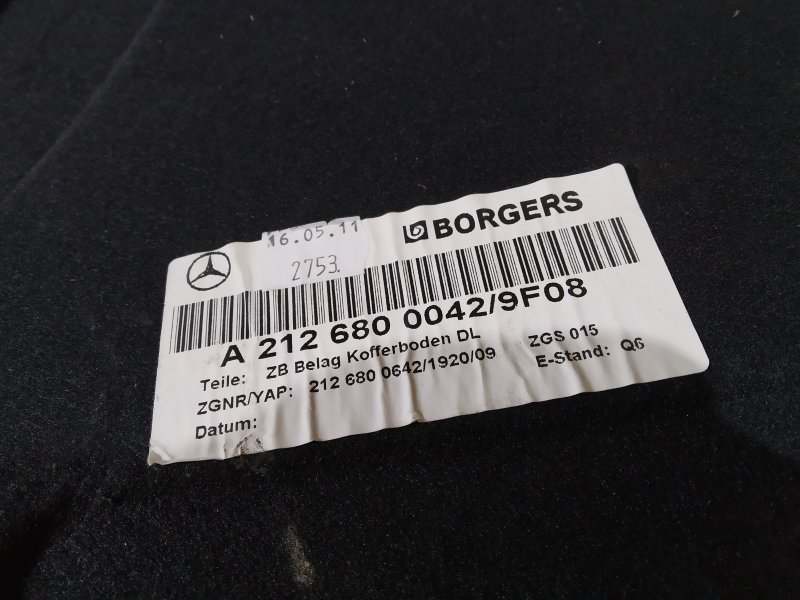 16.05.11
2753.
BORGERS
A 212 680 0042/9F08
Teile: ZB Belag Kofferboden DL ZGS 015
ZGNR/YAP: 212 680 0642/1920/09 E-Stand: Q6
Datum: